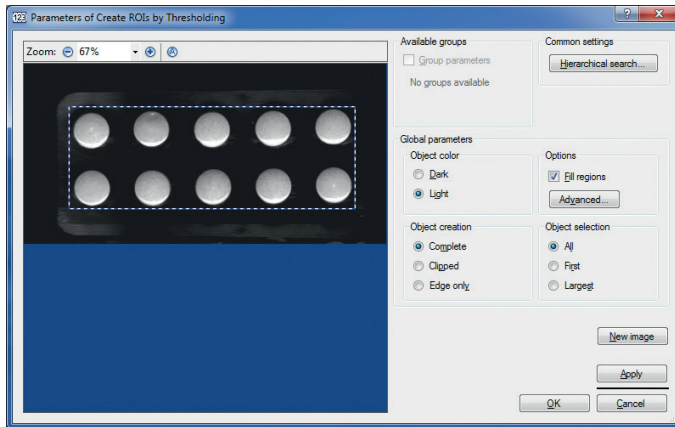 123 Parameters of Create ROIs by Thresholding
Zoom: 67%
Available groups
Group parameters
No groups available
Common settings
Hierarchical search...
Global parameters
Object color
Dark
Light
Options
Fill regions
Advanced...
Object creation
Complete
Clipped
Edge only
Object selection
All
First
Largest
New image
Apply
OK
Cancel